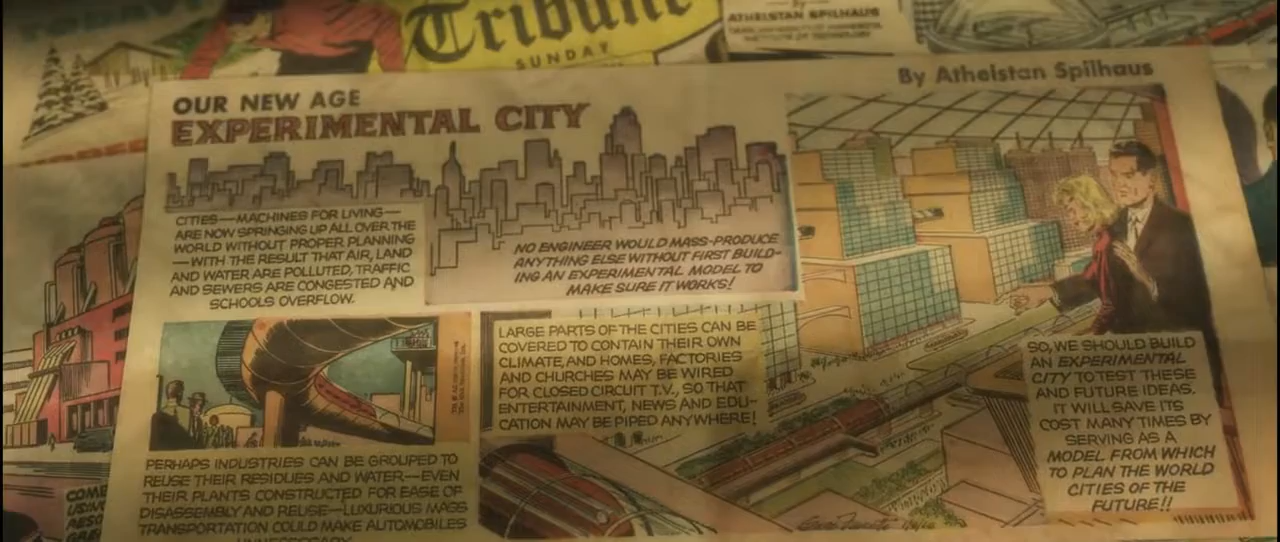 Tribune
SUNDAY
By
ATHELSTAN SPILHAUS
INSTITUTE OF TECHNOLOGY
By Athelstan Spilhaus
OUR NEW AGE
EXPERIMENTAL CITY
CITIES—MACHINES FOR LIVING—
ARE NOW SPRINGING UP ALL OVER THE
WORLD WITHOUT PROPER PLANNING
—WITH THE RESULT THAT AIR, LAND
AND WATER ARE POLLUTED, TRAFFIC
AND SEWERS ARE CONGESTED AND
SCHOOLS OVERFLOW.
NO ENGINEER WOULD MASS-PRODUCE
ANYTHING ELSE WITHOUT FIRST BUILD-
ING AN EXPERIMENTAL MODEL TO
MAKE SURE IT WORKS!
PERHAPS INDUSTRIES CAN BE GROUPED TO
REUSE THEIR RESIDUES AND WATER—EVEN
THEIR PLANTS CONSTRUCTED FOR EASE OF
DISASSEMBLY AND REUSE—LUXURIOUS MASS
TRANSPORTATION COULD MAKE AUTOMOBILES
UNNECESSARY
LARGE PARTS OF THE CITIES CAN BE
COVERED TO CONTAIN THEIR OWN
CLIMATE, AND HOMES, FACTORIES
AND CHURCHES MAY BE WIRED
FOR CLOSED CIRCUIT T.V., SO THAT
ENTERTAINMENT, NEWS AND EDU-
CATION MAY BE PIPED ANYWHERE!
SO, WE SHOULD BUILD
AN EXPERIMENTAL
CITY TO TEST THESE
AND FUTURE IDEAS.
IT WILL SAVE ITS
COST MANY TIMES BY
SERVING AS A
MODEL FROM WHICH
TO PLAN THE WORLD
CITIES OF THE
FUTURE!!